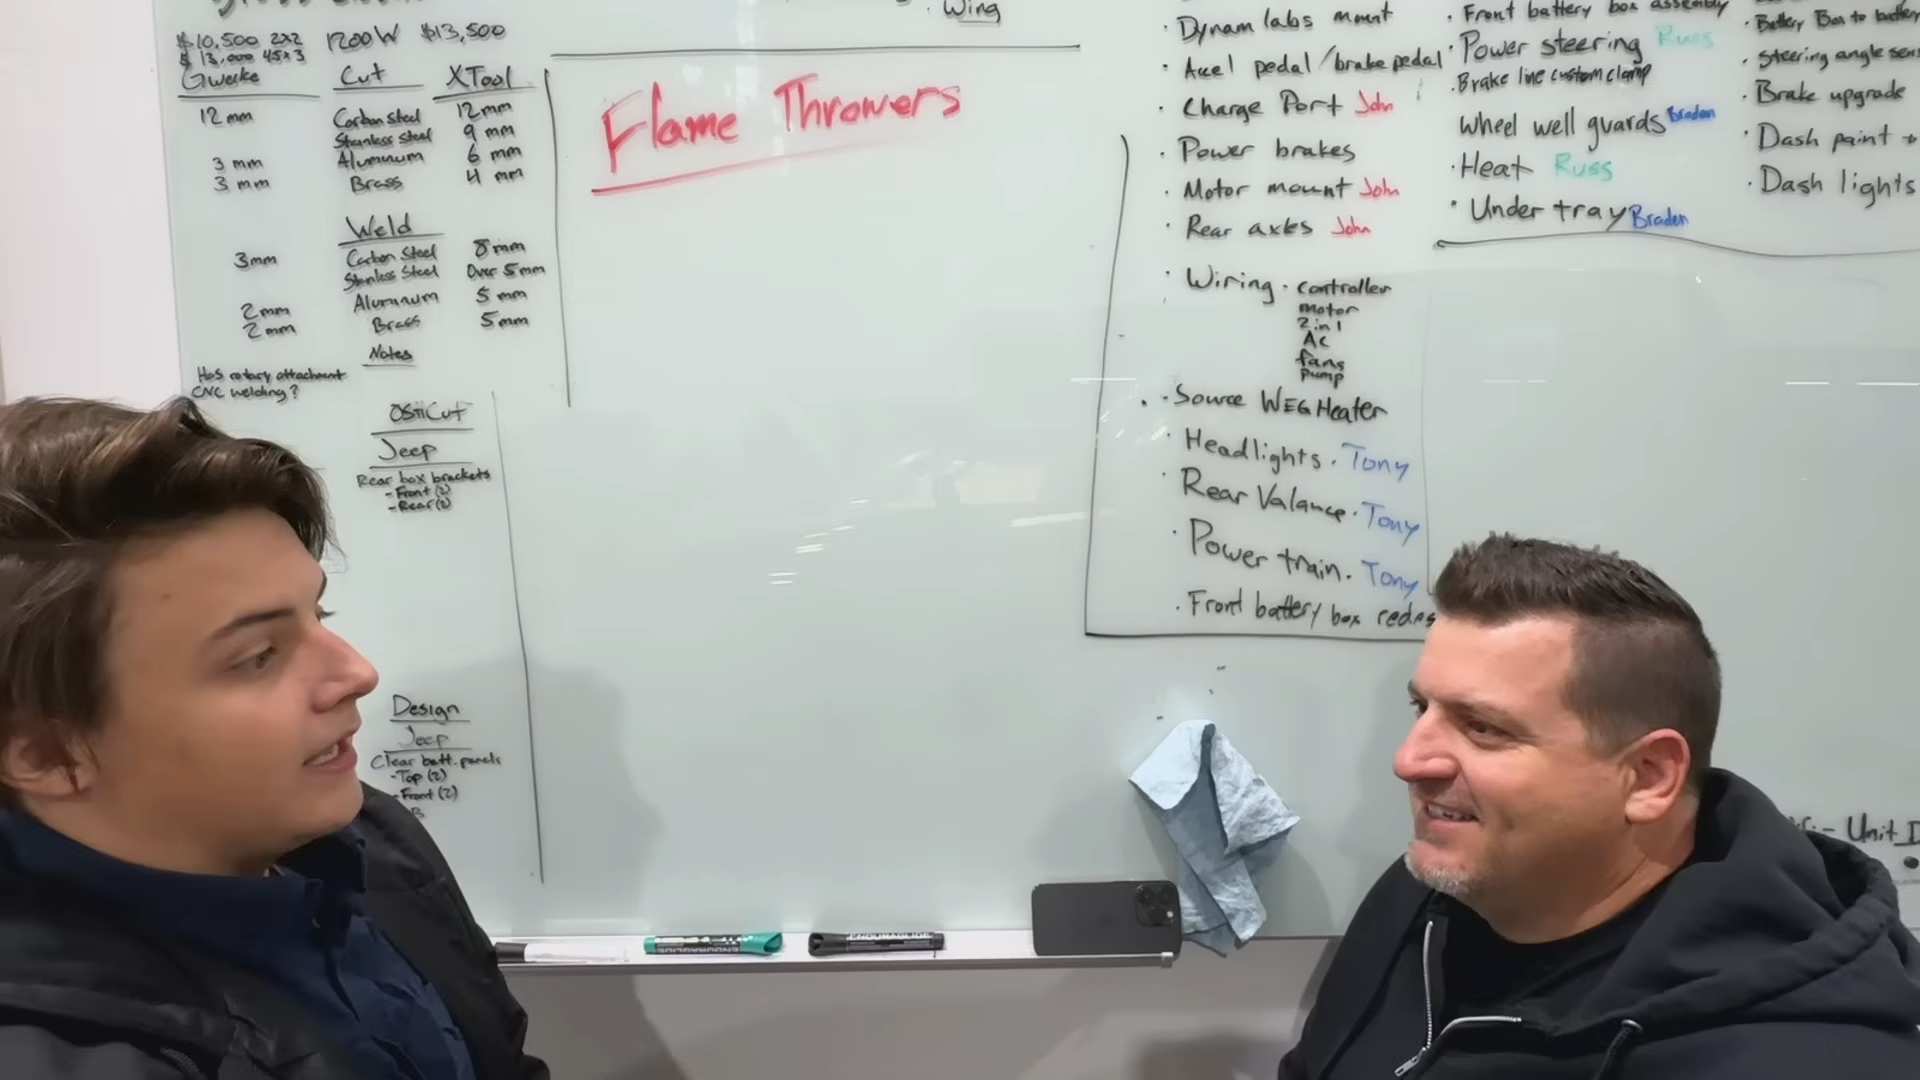 $10,500 2x2 1200W $13,500
$13,000 45x3
Gweike Cut XTool
12mm Carbon Steel 12mm
Stainless Steel 9 mm
3 mm Aluminum 6 mm
3 mm Brass 4 mm
Weld
3mm Carbon Steel 8mm
Stainless Steel Over 5mm
2mm Aluminum 5 mm
2mm Brass 5mm
Notes
Has rotary attachment
CNC welding?
OSHCut
Jeep
Rear box brackets
- Front (2)
- Rear (2)
Design
Jeep
Clear batt. panels
- Top (2)
- Front (2)
· Wing
Flame Throwers
· Dynam labs mount
· Accel pedal / brake pedal
· Charge Port John
· Power brakes
· Motor mount John
· Rear axles John
· Wiring · controller
motor
2 in 1
AC
fans
pump
· Source WEG Heater
· Headlights · Tony
· Rear Valance · Tony
· Power train · Tony
· Front battery box redes
· Front battery box assembly
· Power steering Russ
· Brake line custom clamp
Wheel well guards Braden
· Heat Russ
· Under tray Braden
· Battery Box to battery
· Steering angle sens
· Brake upgrade
· Dash paint →
· Dash lights
Unit D